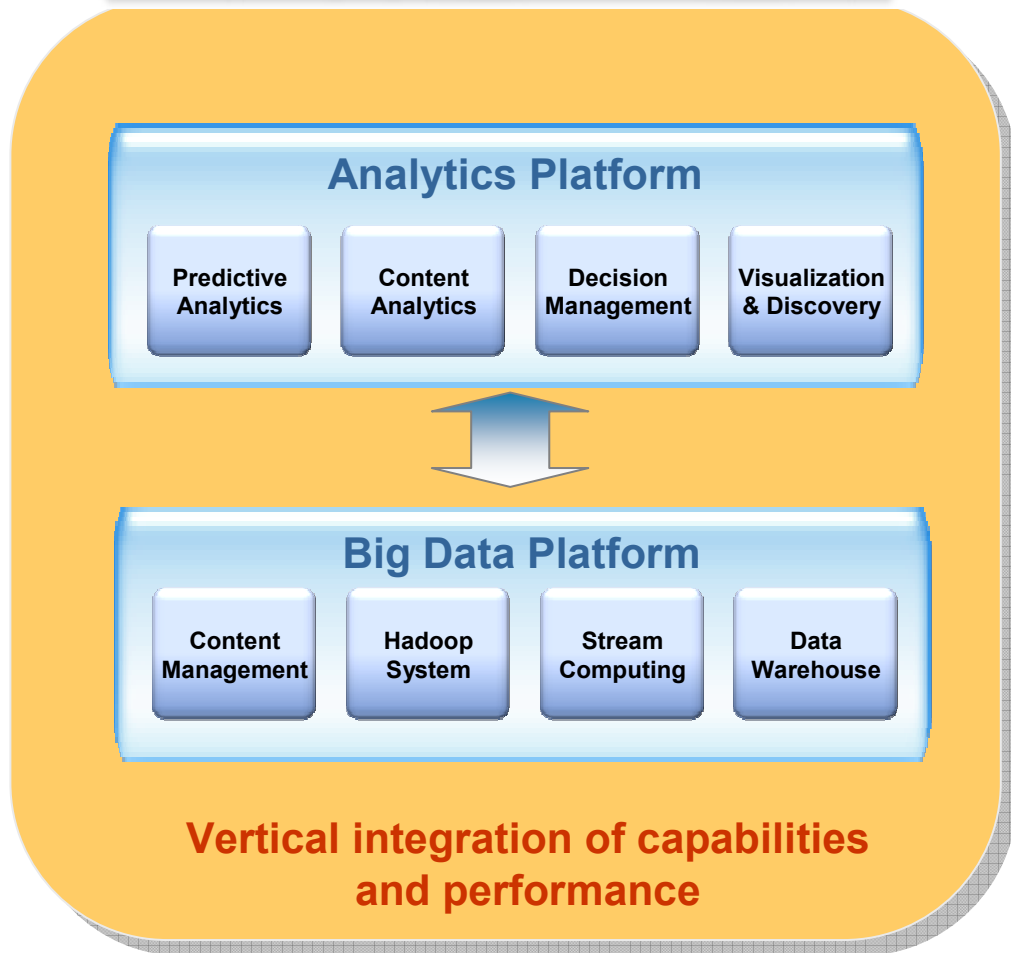 Analytics Platform
Predictive
Analytics
Content
Analytics
Decision
Management
Visualization
& Discovery
Big Data Platform
Content
Management
Hadoop
System
Stream
Computing
Data
Warehouse
Vertical integration of capabilities
and performance